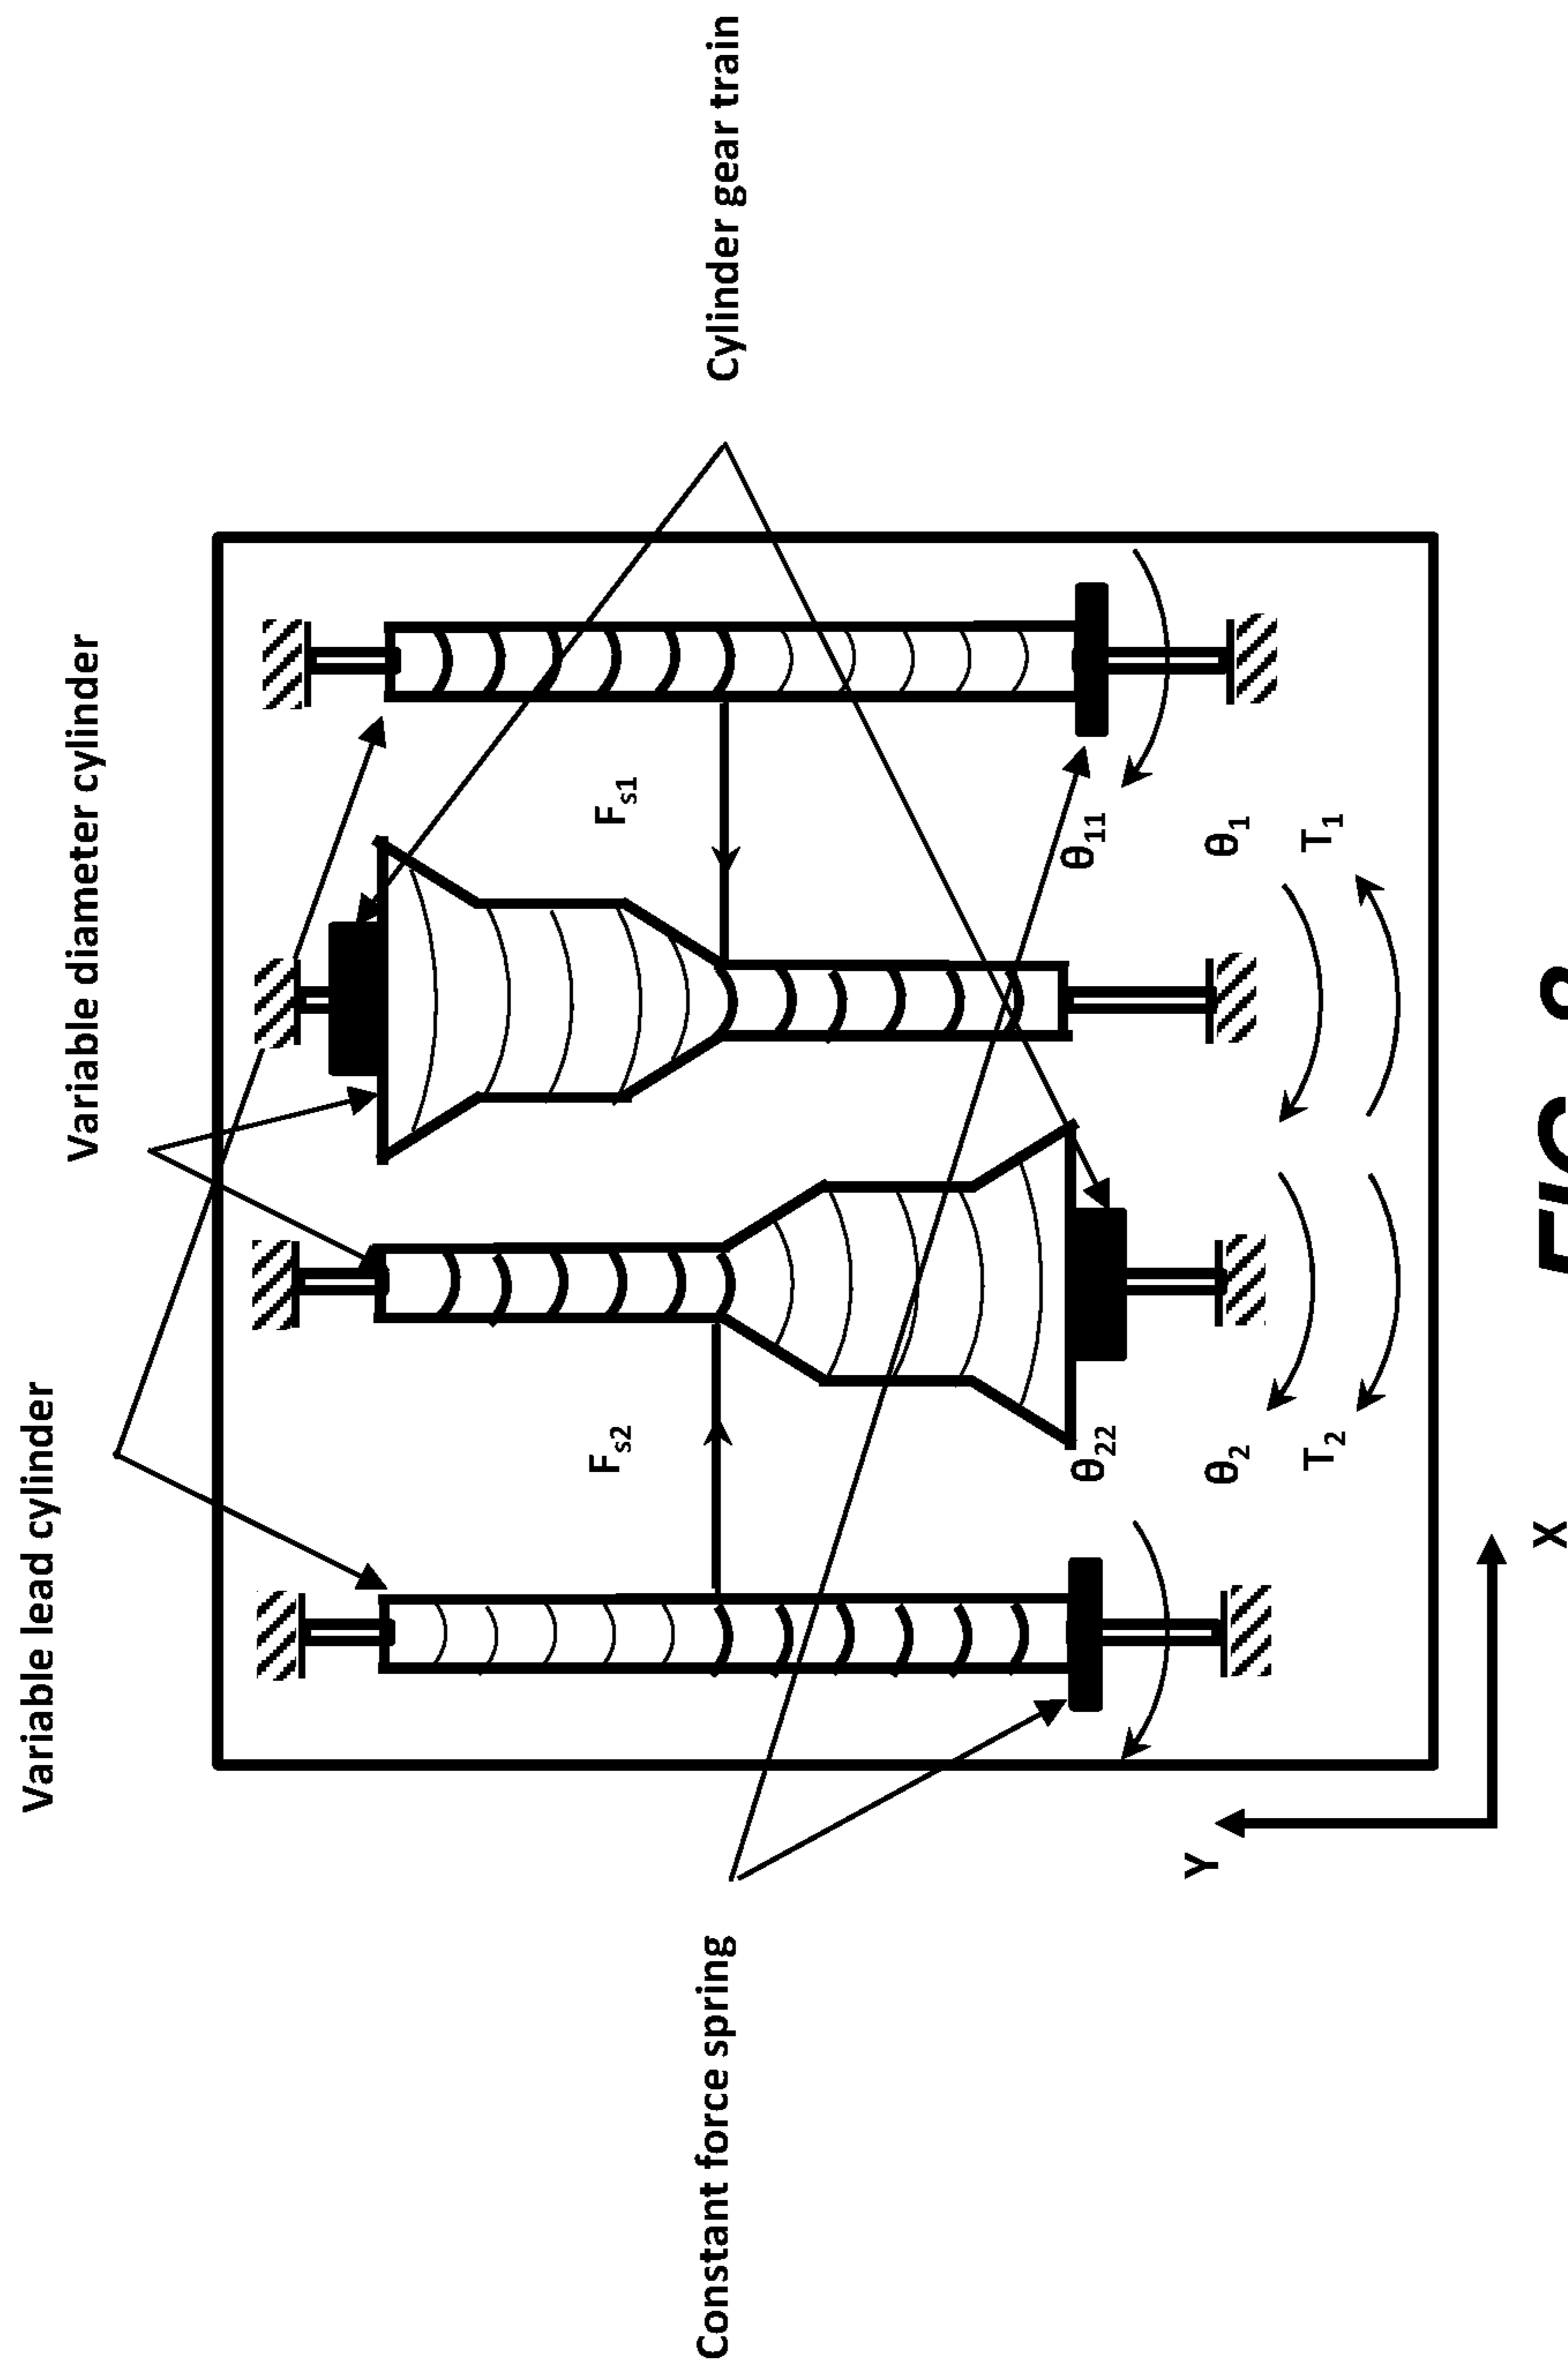 Variable lead cylinder
Variable diameter cylinder
F_s2
F_s1
Constant force spring
Cylinder gear train
θ_22
θ_11
Y
θ_2
θ_1
T_2
T_1
X